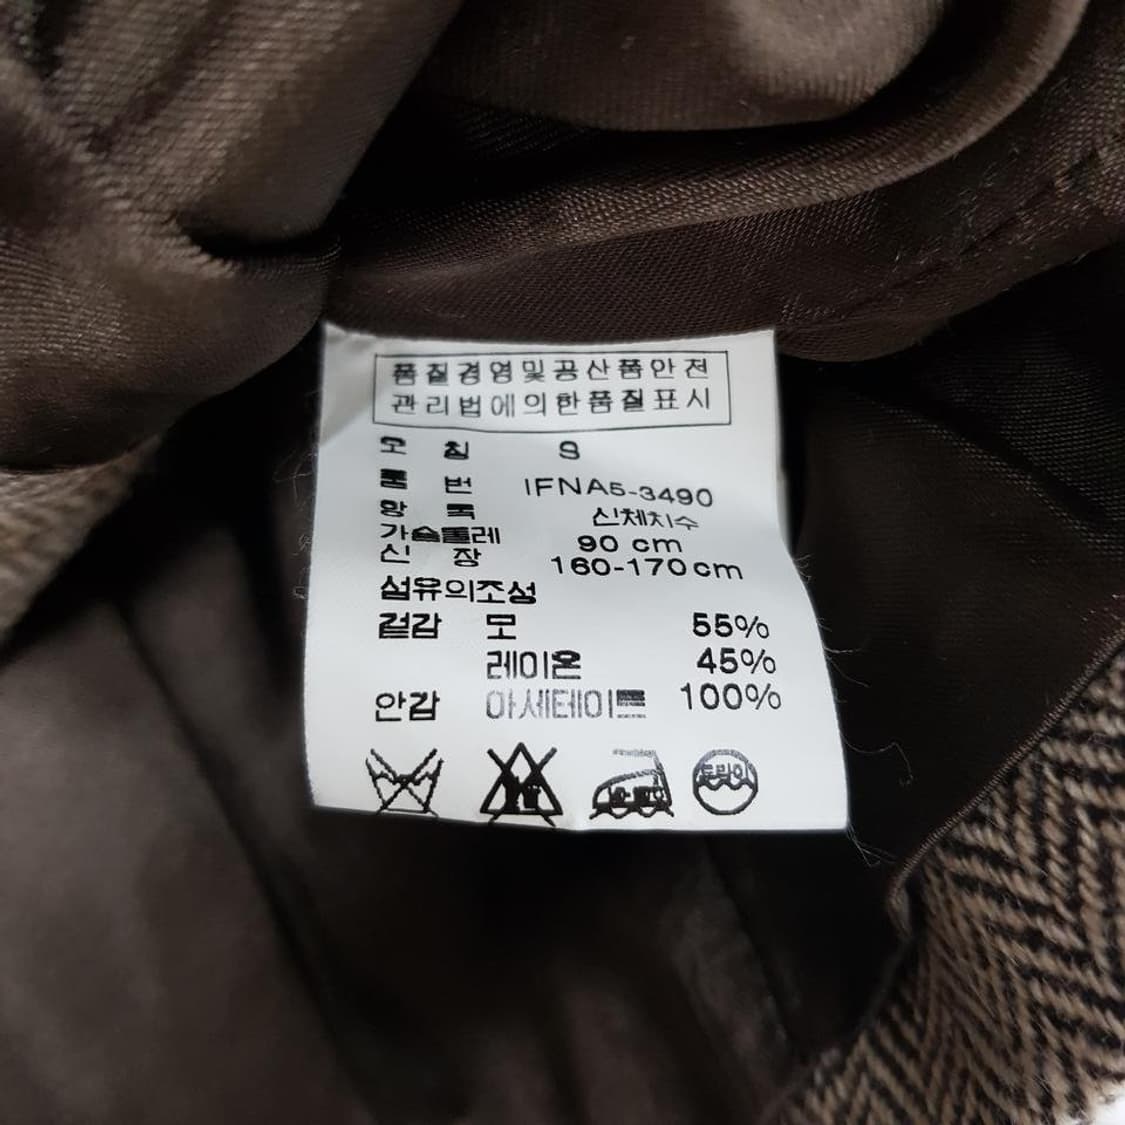 품질경영및공산품안전
관리법에의한품질표시
호 칭 S
품 번 IFNA5-3490
항 목 신체치수
가슴둘레 90 cm
신 장 160-170cm
섬유의조성
겉감 모 55%
레이온 45%
안감 아세테이트 100%
드라이